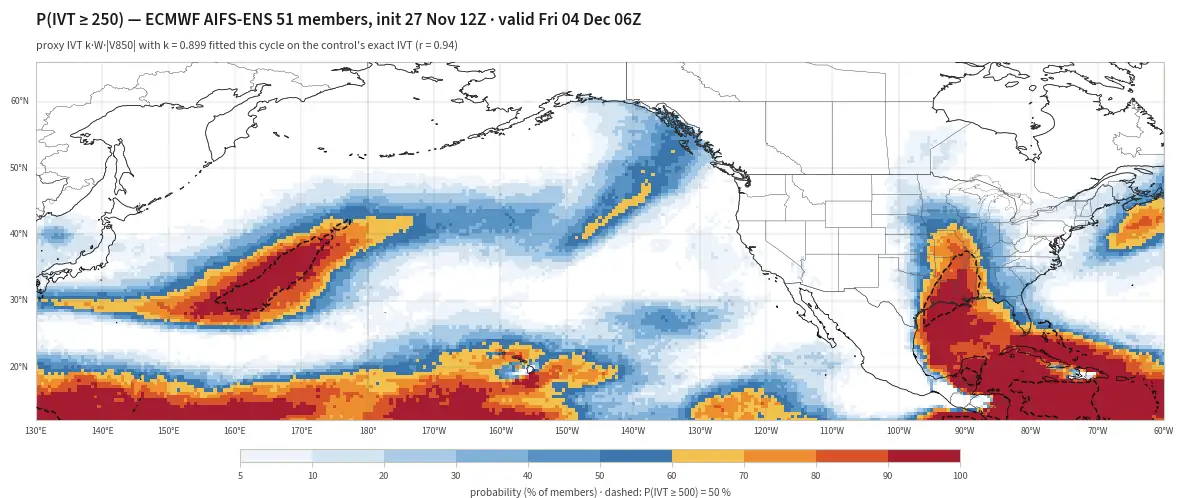 P(IVT ≥ 250) — ECMWF AIFS-ENS 51 members, init 27 Nov 12Z · valid Fri 04 Dec 06Z
proxy IVT k·W·|V850| with k = 0.899 fitted this cycle on the control's exact IVT (r = 0.94)
60°N
50°N
40°N
30°N
20°N
130°E 140°E 150°E 160°E 170°E 180° 170°W 160°W 150°W 140°W 130°W 120°W 110°W 100°W 90°W 80°W 70°W 60°W
5 10 20 30 40 50 60 70 80 90 100
probability (% of members) · dashed: P(IVT ≥ 500) = 50 %